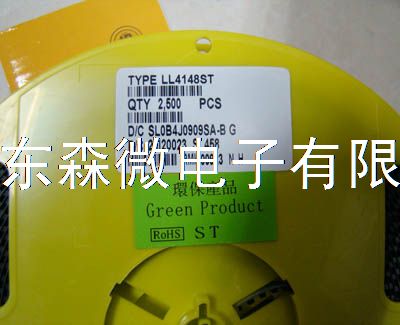 TYPE LL4148ST
QTY 2,500 PCS
D/C SL0B4J0909SA-B G
东森微电子有限
環保產品
Green Product
RoHS ST